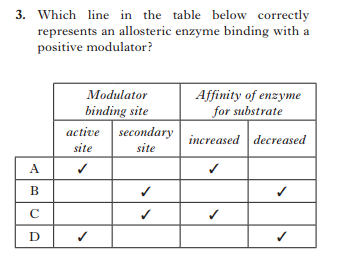 3. Which line in the table below correctly
represents an allosteric enzyme binding with a
positive modulator?
Modulator binding site Affinity of enzyme for substrate
active site secondary site increased decreased
A ✓ ✓
B ✓ ✓
C ✓ ✓
D ✓ ✓